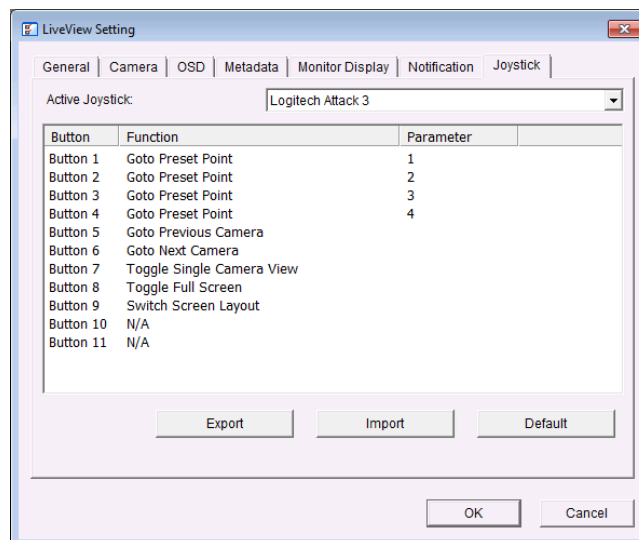 LiveView Setting
General Camera OSD Metadata Monitor Display Notification Joystick
Active Joystick: Logitech Attack 3
Button Function Parameter
Button 1 Goto Preset Point 1
Button 2 Goto Preset Point 2
Button 3 Goto Preset Point 3
Button 4 Goto Preset Point 4
Button 5 Goto Previous Camera
Button 6 Goto Next Camera
Button 7 Toggle Single Camera View
Button 8 Toggle Full Screen
Button 9 Switch Screen Layout
Button 10 N/A
Button 11 N/A
Export Import Default
OK Cancel